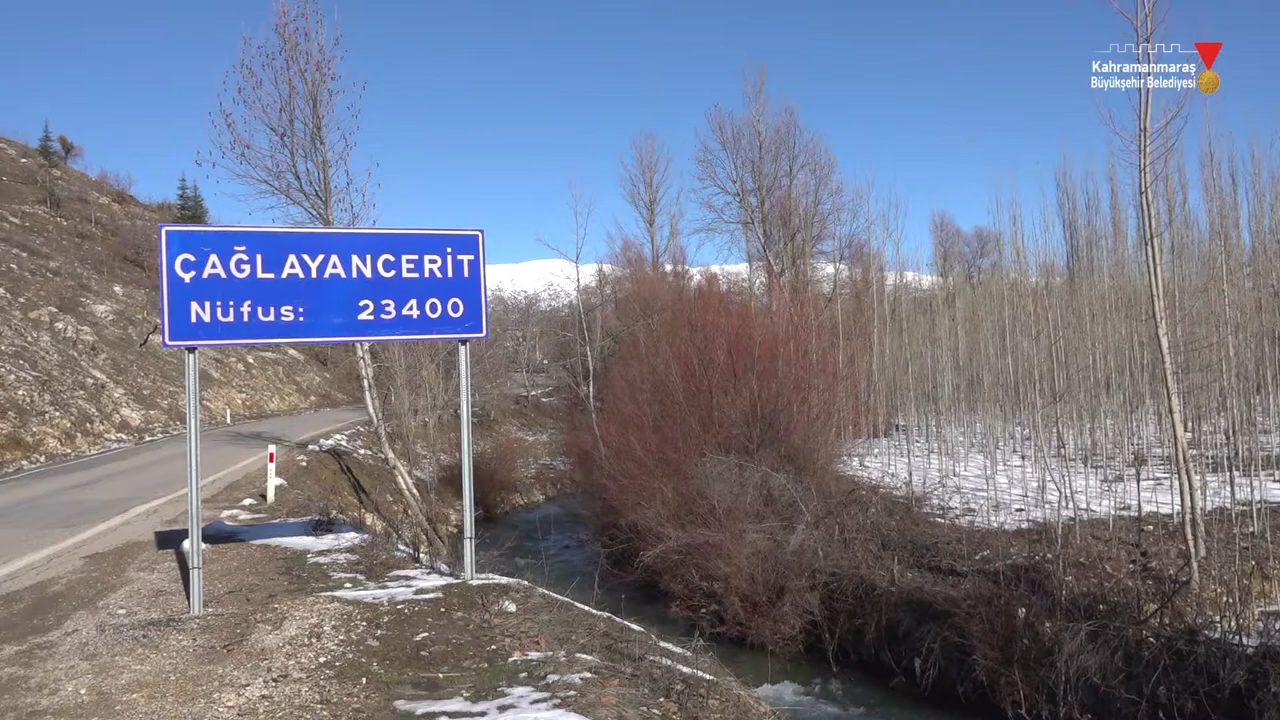 ÇAĞLAYANCERİT
Nüfus: 23400
Kahramanmaraş
Büyükşehir Belediyesi